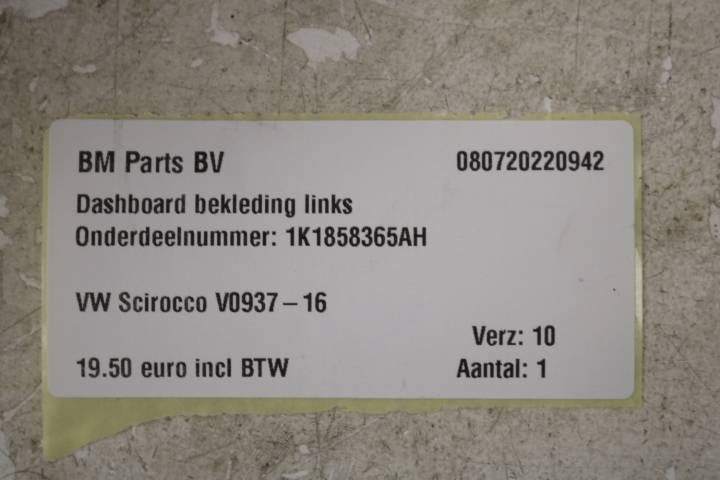 BM Parts BV 080720220942
Dashboard bekleding links
Onderdeelnummer: 1K1858365AH
VW Scirocco V0937-16
Verz: 10
19.50 euro incl BTW Aantal: 1